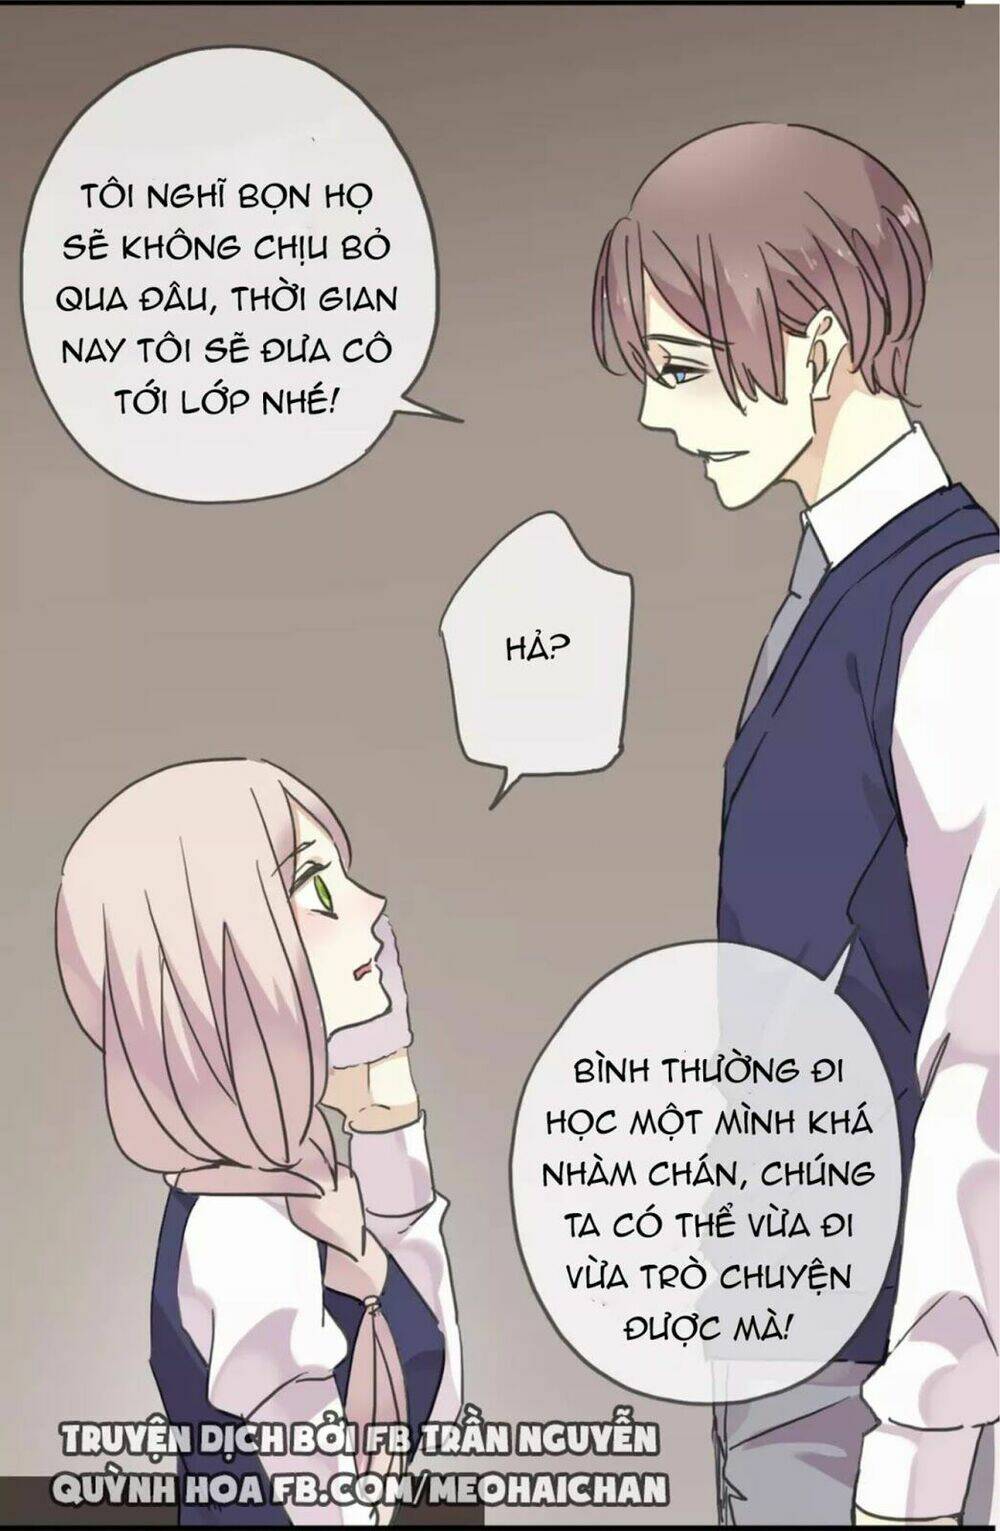 TÔI NGHĨ BỌN HỌ
SẼ KHÔNG CHỊU BỎ
QUA ĐÂU, THỜI GIAN
NAY TÔI SẼ ĐƯA CÔ
TỚI LỚP NHÉ!
HẢ?
BÌNH THƯỜNG ĐI
HỌC MỘT MÌNH KHÁ
NHÀM CHÁN, CHÚNG
TA CÓ THỂ VỪA ĐI
VỪA TRÒ CHUYỆN
ĐƯỢC MÀ!
TRUYỆN DỊCH BỞI FB TRẦN NGUYỄN
QUỲNH HOA FB.COM/MEOHAICHAN